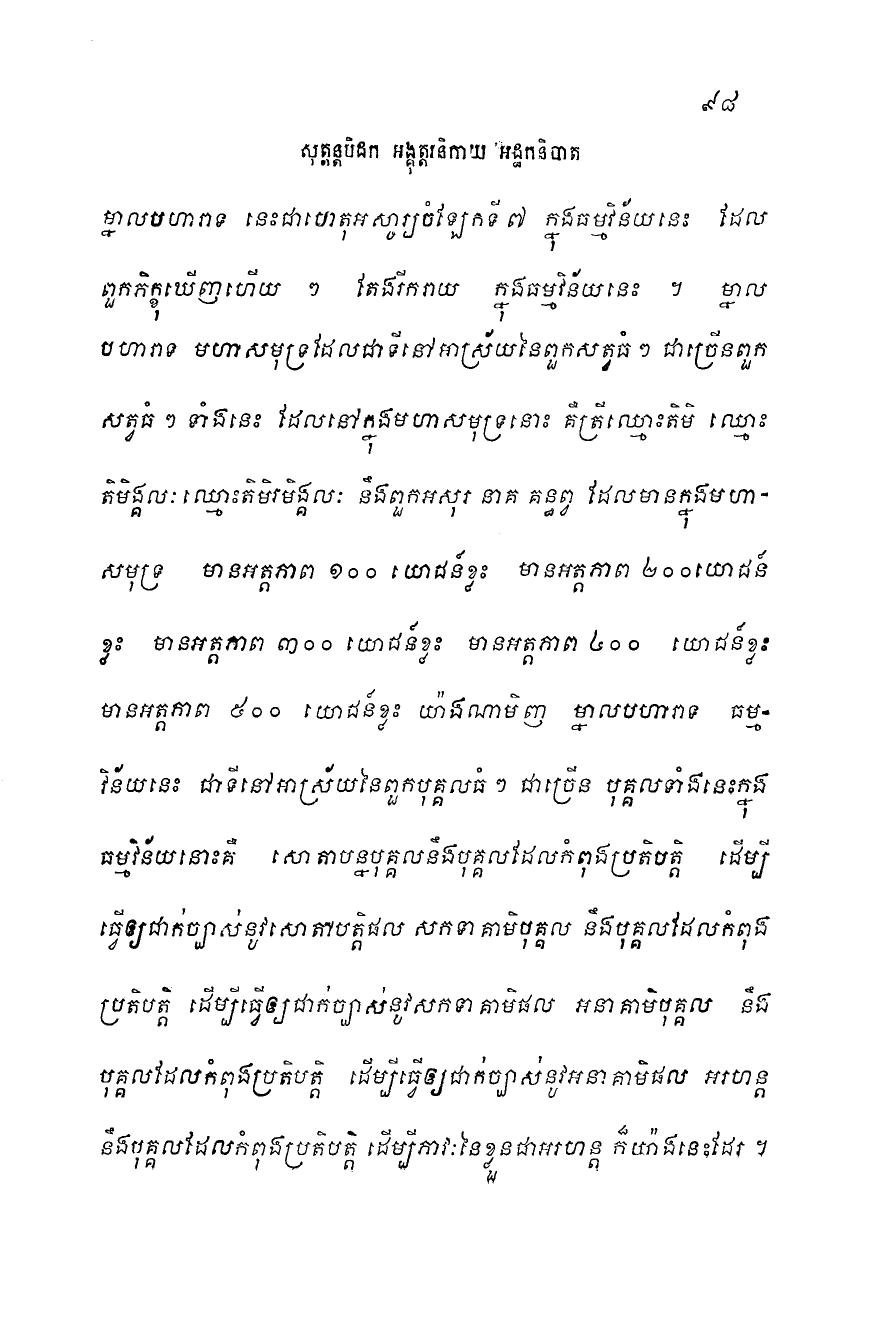 ៩៨
សុត្តន្តបិដក អង្គុត្តរនិកាយ អដ្ឋកនិបាត
ម្នាលបហារាទ នេះជាហេតុអស្ចារ្យចំឡែកទី ៧ ក្នុងធម្មវិន័យនេះ ដែល
ពួកភិក្ខុឃើញហើយ ៗ តែងរីករាយ ក្នុងធម្មវិន័យនេះ ។ ម្នាល
បហារាទ មហាសមុទ្រដែលជាទីនៅអាស្រ័យនៃពួកសត្វធំ ៗ ជាច្រើនពួក
សត្វធំ ៗ ទាំងនេះ ដែលនៅក្នុងមហាសមុទ្រនោះ គឺត្រីឈ្មោះតិមិ ឈ្មោះ
តិមិង្គលៈ ឈ្មោះតិមិរមិង្គលៈ នឹងពួកអសុរ នាគ គន្ធព្វ ដែលមានក្នុងមហា-
សមុទ្រ មានអត្តភាព ១០០ យោជន៍ខ្លះ មានអត្តភាព ២០០យោជន៍
ខ្លះ មានអត្តភាព ៣០០ យោជន៍ខ្លះ មានអត្តភាព ៤០០ យោជន៍ខ្លះ
មានអត្តភាព ៥០០ យោជន៍ខ្លះ យ៉ាងណាមិញ ម្នាលបហារាទ ធម្ម-
វិន័យនេះ ជាទីនៅអាស្រ័យនៃពួកបុគ្គលធំ ៗ ជាច្រើន បុគ្គលទាំងនេះក្នុង
ធម្មវិន័យនោះគឺ សោតាបន្នបុគ្គលនឹងបុគ្គលដែលកំពុងប្រតិបត្តិ ដើម្បី
ធ្វើឲ្យជាក់ច្បាស់នូវសោតាបត្តិផល សកទាគាមិបុគ្គល នឹងបុគ្គលដែលកំពុង
ប្រតិបត្តិ ដើម្បីធ្វើឲ្យជាក់ច្បាស់នូវសកទាគាមិផល អនាគាមិបុគ្គល នឹង
បុគ្គលដែលកំពុងប្រតិបត្តិ ដើម្បីធ្វើឲ្យជាក់ច្បាស់នូវអនាគាមិផល អរហន្ត
នឹងបុគ្គលដែលកំពុងប្រតិបត្តិ ដើម្បីភាវៈនៃខ្លួនជាអរហន្ត ក៏យ៉ាងនេះដែរ ។